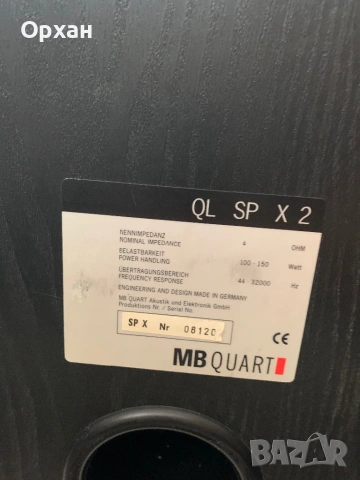 Орхан
QL SP X 2
NENNIMPEDANZ
NOMINAL IMPEDANCE 4 OHM
BELASTBARKEIT
POWER HANDLING 100-150 Watt
ÜBERTRAGUNGSBEREICH
FREQUENCY RESPONSE 44 - 32000 Hz
ENGINEERING AND DESIGN MADE IN GERMANY
MB QUART Akustik und Elektronik GmbH
Produktions Nr. / Serial No.
SP X Nr 08120
CE
MB QUART
BAZAR
bg